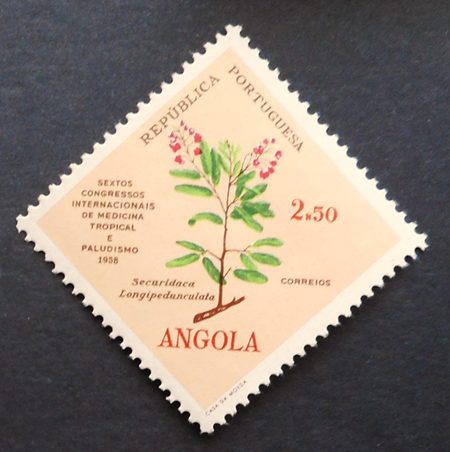 REPÚBLICA PORTUGUESA
SEXTOS
CONGRESSOS
INTERNACIONAIS
DE MEDICINA
TROPICAL
E
PALUDISMO
1958
2$50
Securidaca
Longipedunculata
CORREIOS
ANGOLA
CASA DA MOEDA